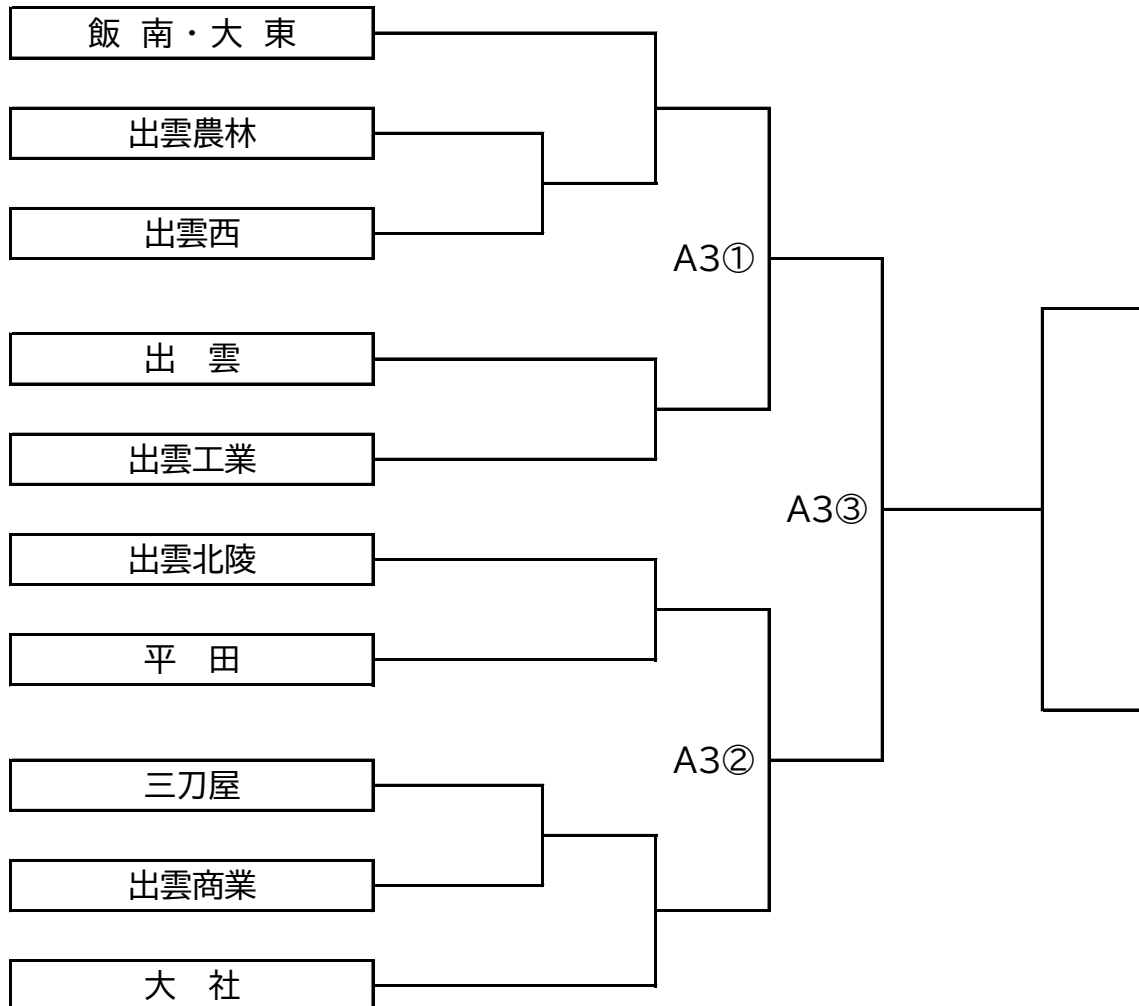 飯 南・大 東
出雲農林
出雲西
A3①
出 雲
出雲工業
A3③
出雲北陵
平 田
A3②
三刀屋
出雲商業
大 社